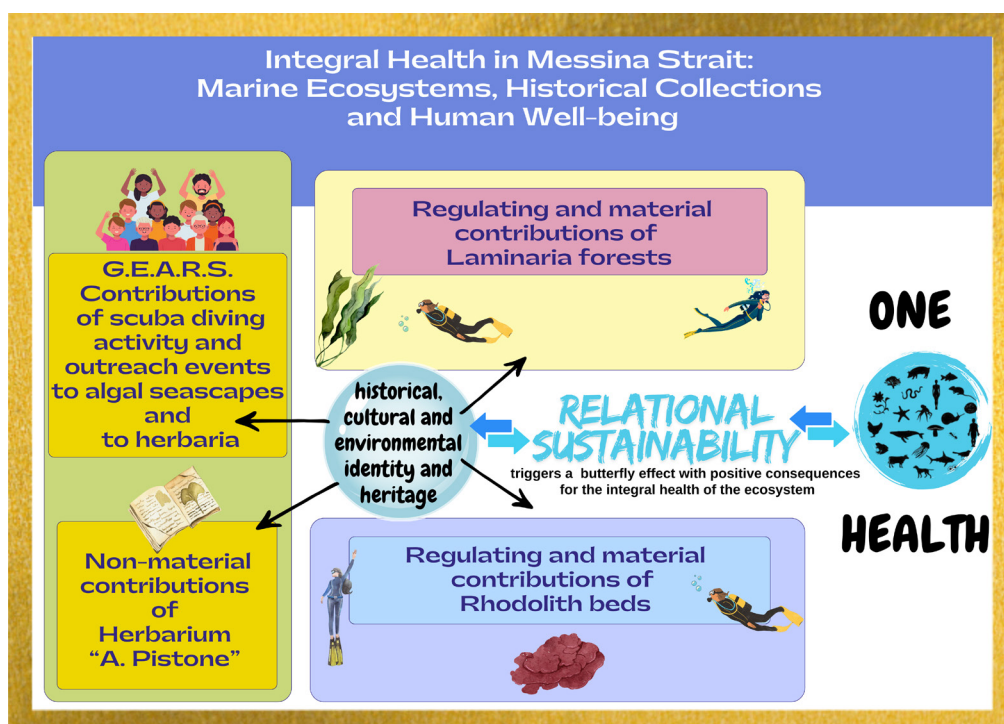 Integral Health in Messina Strait:
Marine Ecosystems, Historical Collections
and Human Well-being
G.E.A.R.S.
Contributions
of scuba diving
activity and
outreach events
to algal seascapes
and
to herbaria
Non-material
contributions
of
Herbarium
“A. Pistone”
Regulating and material
contributions of
Laminaria forests
historical,
cultural and
environmental
identity and
heritage
RELATIONAL
SUSTAINABILITY
triggers a butterfly effect with positive consequences
for the integral health of the ecosystem
Regulating and material
contributions of
Rhodolith beds
ONE
HEALTH